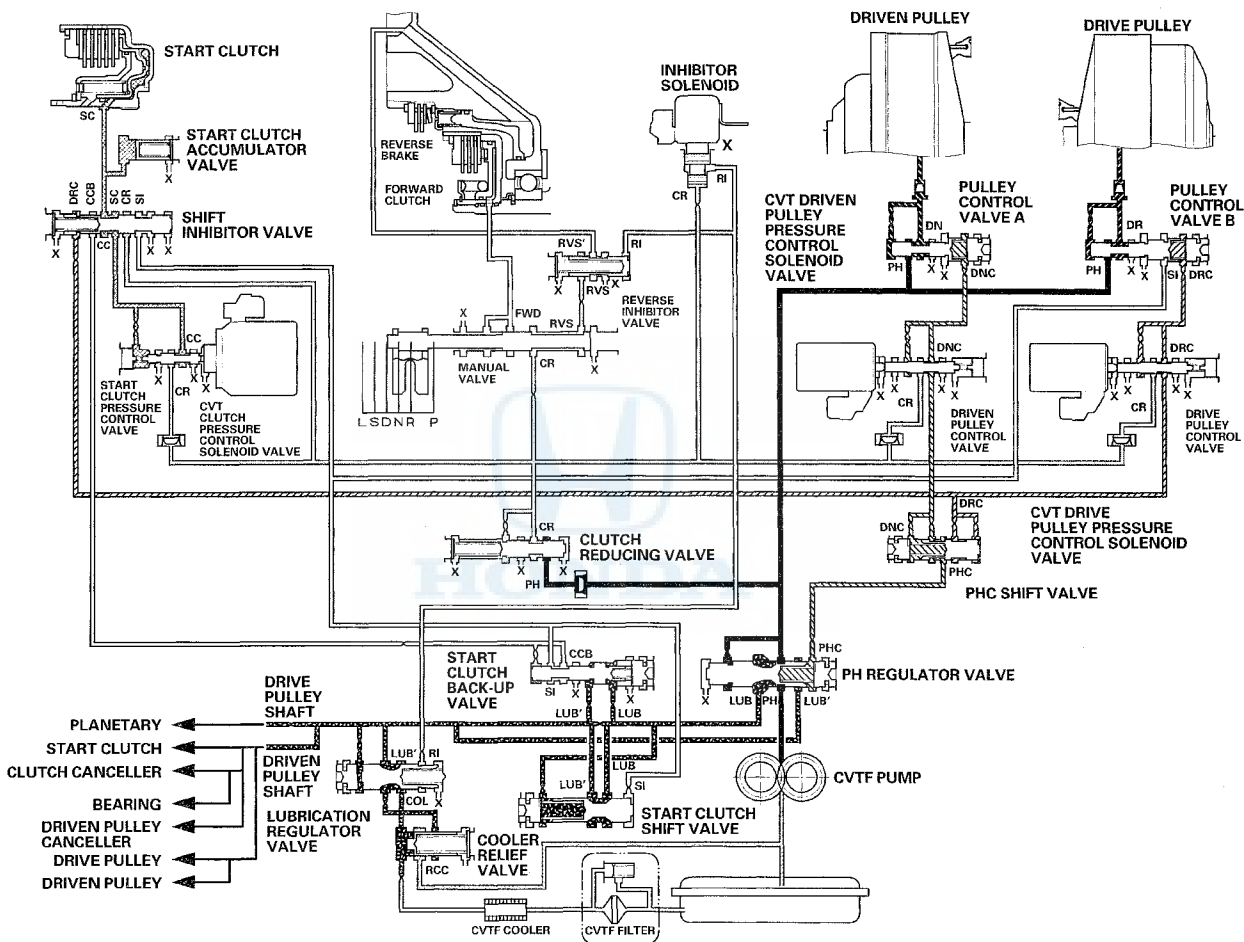 START CLUTCH
SC
START CLUTCH
ACCUMULATOR
VALVE
X
DRC
CCB
SC
CR
SI
SHIFT
INHIBITOR VALVE
X
CC
X
X
CC
CR
X
X
X
START
CLUTCH
PRESSURE
CONTROL
VALVE
CVT
CLUTCH
PRESSURE
CONTROL
SOLENOID VALVE
REVERSE
BRAKE
FORWARD
CLUTCH
INHIBITOR
SOLENOID
X
RI
CR
RVS'
RI
X
RVS
X
REVERSE
INHIBITOR
VALVE
X
FWD
RVS
MANUAL
VALVE
CR
X
L S D N R P
DRIVEN PULLEY
DRIVE PULLEY
CVT DRIVEN
PULLEY
PRESSURE
CONTROL
SOLENOID
VALVE
PULLEY
CONTROL
VALVE A
DN
PH
X
X
DNC
PULLEY
CONTROL
VALVE B
DR
PH
X
X
SI
DRC
DNC
X
X
CR
X
X
DRIVEN
PULLEY
CONTROL
VALVE
DRC
X
X
CR
X
X
DRIVE
PULLEY
CONTROL
VALVE
CR
CLUTCH
REDUCING VALVE
X
X
X
PH
DNC
DRC
PHC
CVT DRIVE
PULLEY PRESSURE
CONTROL SOLENOID
VALVE
PHC SHIFT VALVE
HONDA
START
CLUTCH
BACK-UP
VALVE
CCB
SI
X
X
LUB'
LUB
PHC
PH REGULATOR VALVE
X
LUB
PH
LUB'
DRIVE
PULLEY
SHAFT
PLANETARY
START CLUTCH
CLUTCH CANCELLER
BEARING
DRIVEN PULLEY
CANCELLER
DRIVE PULLEY
DRIVEN PULLEY
DRIVEN
PULLEY
SHAFT
LUBRICATION
REGULATOR
VALVE
LUB'
RI
COL
X
LUB
LUB'
SI
START CLUTCH
SHIFT VALVE
COOLER
RELIEF
VALVE
RCC
CVTF PUMP
CVTF COOLER
CVTF FILTER